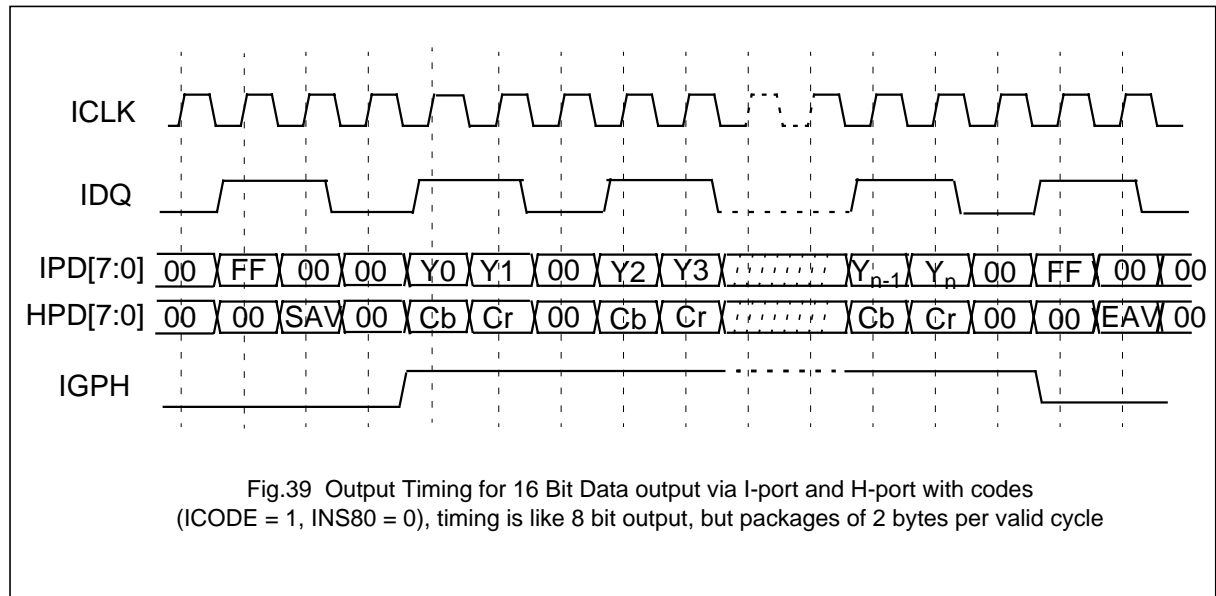 ICLK
IDQ
IPD[7:0] 00 FF 00 00 Y0 Y1 00 Y2 Y3 Yn-1 Yn 00 FF 00 00
HPD[7:0] 00 00 SAV 00 Cb Cr 00 Cb Cr Cb Cr 00 00 EAV 00
IGPH
Fig.39 Output Timing for 16 Bit Data output via I-port and H-port with codes
(ICODE = 1, INS80 = 0), timing is like 8 bit output, but packages of 2 bytes per valid cycle